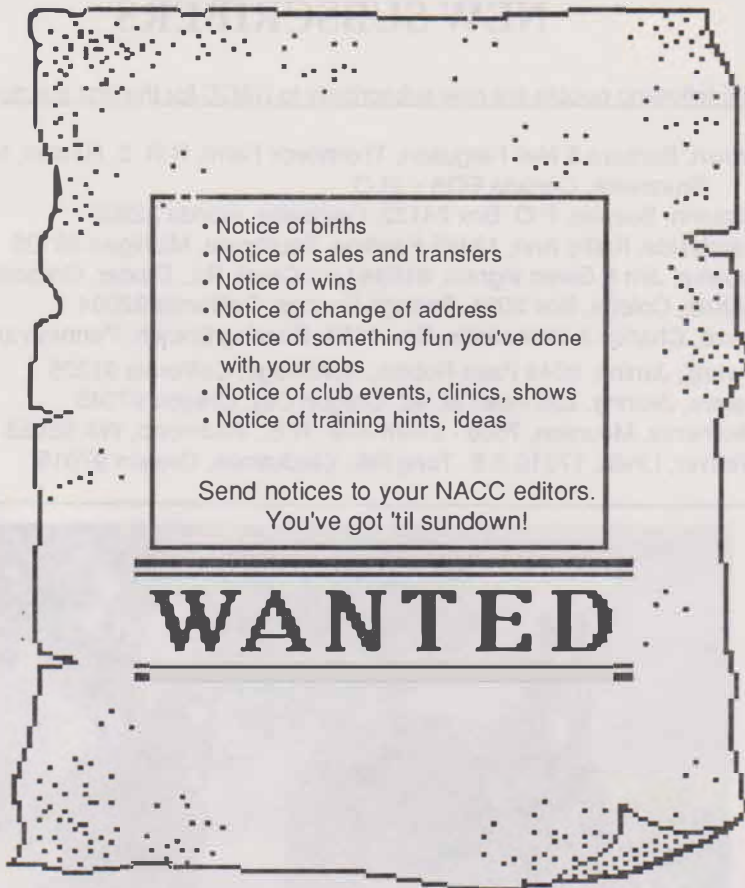 • Notice of births
• Notice of sales and transfers
• Notice of wins
• Notice of change of address
• Notice of something fun you've done
with your cobs
• Notice of club events, clinics, shows
• Notice of training hints, ideas
Send notices to your NACC editors.
You've got 'til sundown!
WANTED